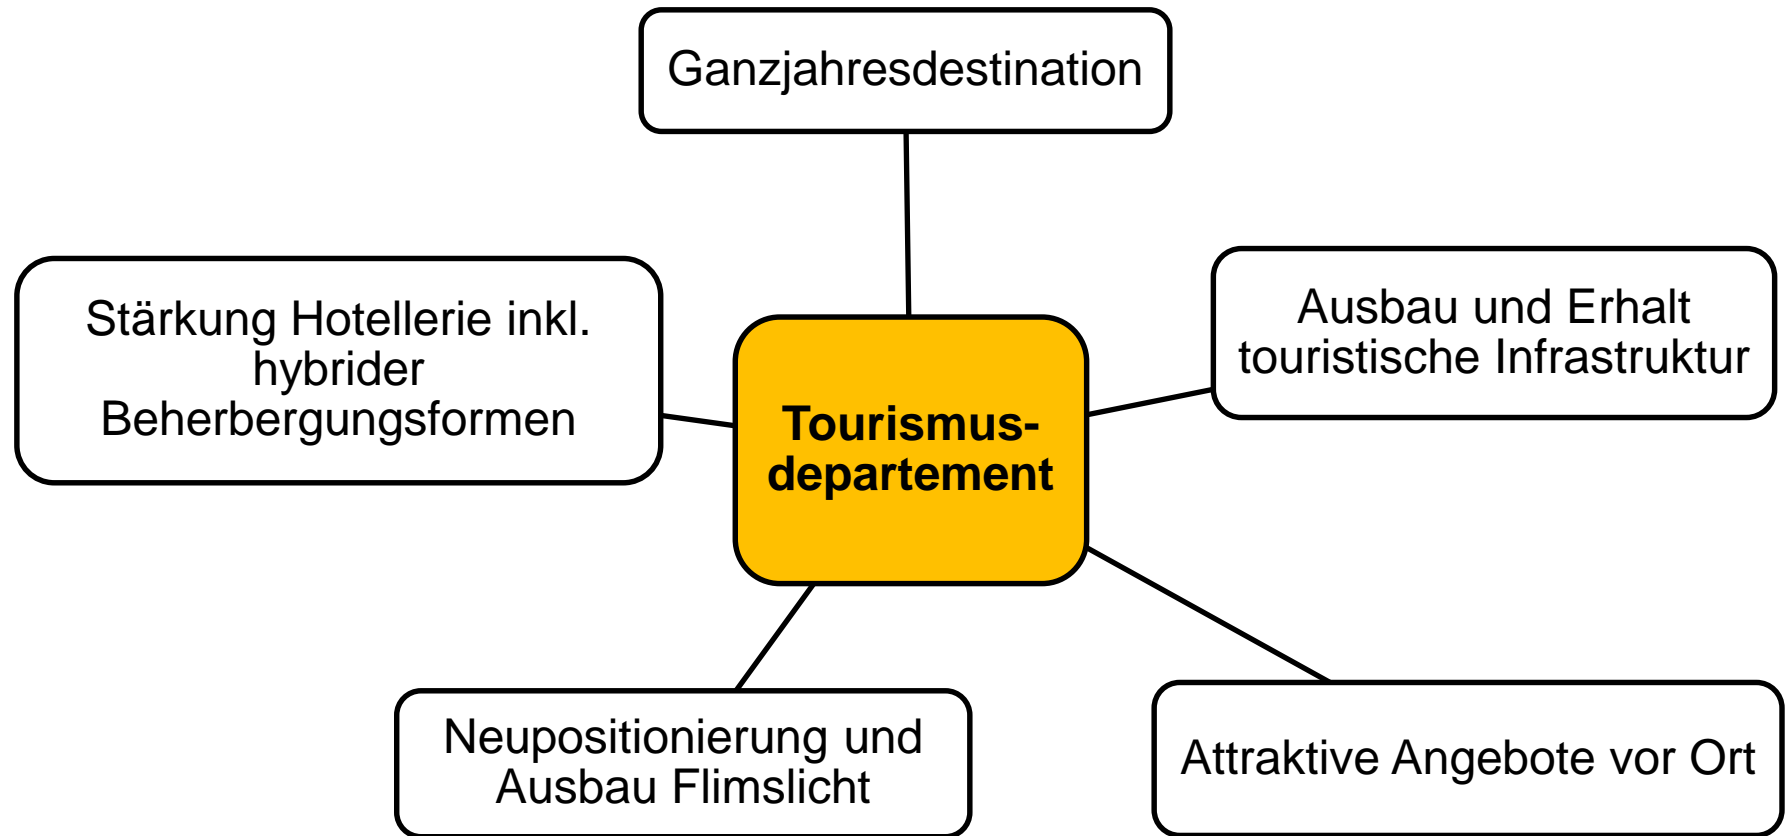 Ganzjahresdestination
Stärkung Hotellerie inkl.
hybrider
Beherbergungsformen
Ausbau und Erhalt
touristische Infrastruktur
Tourismus-
departement
Neupositionierung und
Ausbau Flimslicht
Attraktive Angebote vor Ort